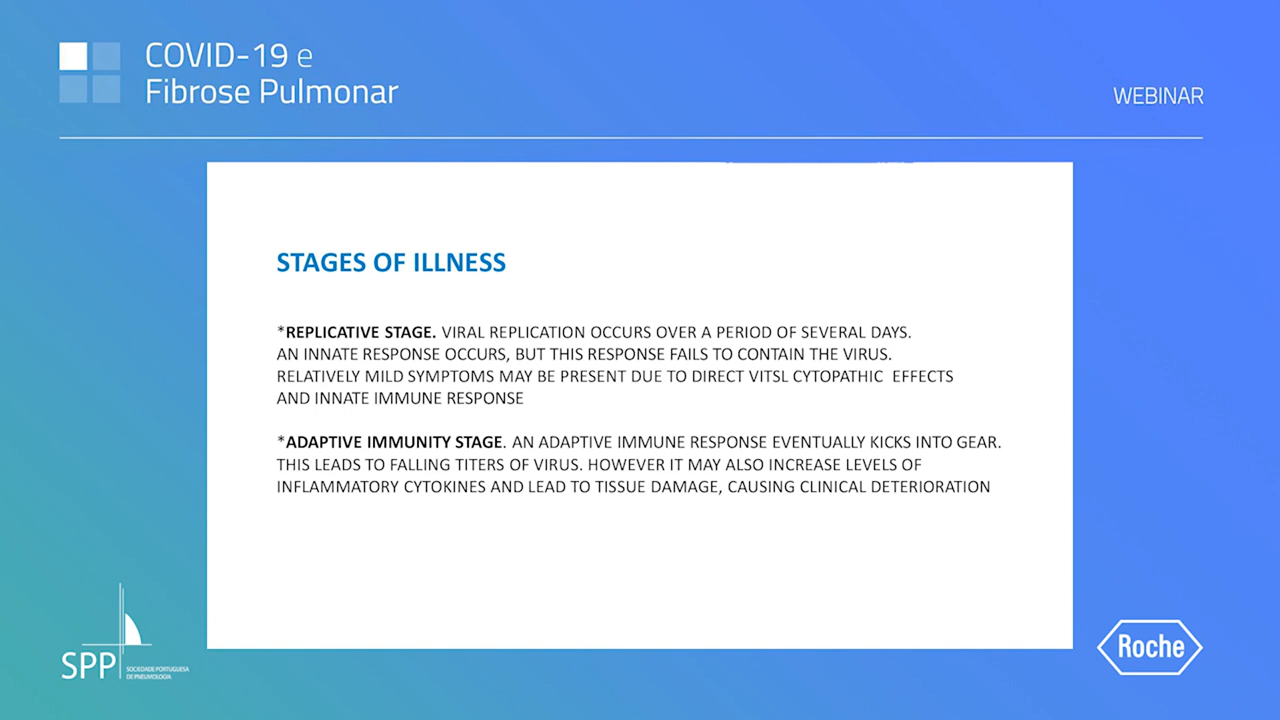 COVID-19 e
Fibrose Pulmonar
WEBINAR
STAGES OF ILLNESS
*REPLICATIVE STAGE. VIRAL REPLICATION OCCURS OVER A PERIOD OF SEVERAL DAYS.
AN INNATE RESPONSE OCCURS, BUT THIS RESPONSE FAILS TO CONTAIN THE VIRUS.
RELATIVELY MILD SYMPTOMS MAY BE PRESENT DUE TO DIRECT VITSL CYTOPATHIC  EFFECTS
AND INNATE IMMUNE RESPONSE
*ADAPTIVE IMMUNITY STAGE. AN ADAPTIVE IMMUNE RESPONSE EVENTUALLY KICKS INTO GEAR.
THIS LEADS TO FALLING TITERS OF VIRUS. HOWEVER IT MAY ALSO INCREASE LEVELS OF
INFLAMMATORY CYTOKINES AND LEAD TO TISSUE DAMAGE, CAUSING CLINICAL DETERIORATION
SPP
SOCIEDADE PORTUGUESA
DE PNEUMOLOGIA
Roche